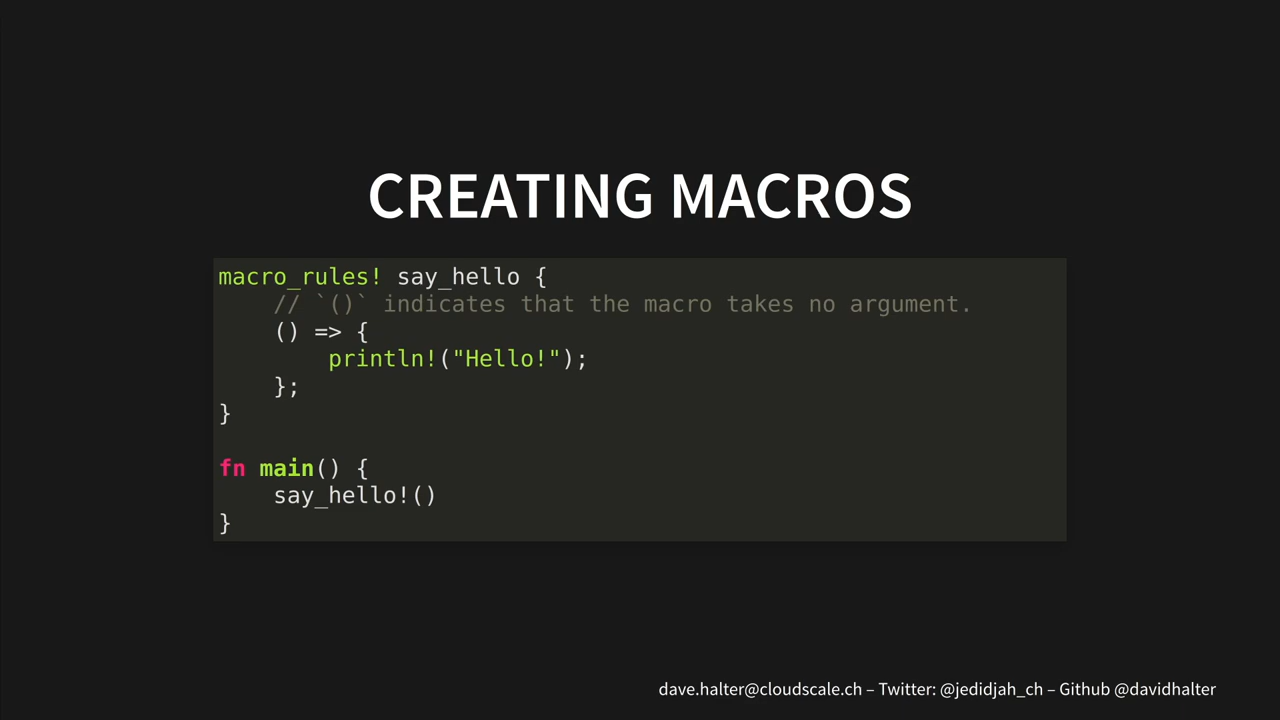 CREATING MACROS
macro_rules! say_hello {
    // `()` indicates that the macro takes no argument.
    () => {
        println!("Hello!");
    };
}

fn main() {
    say_hello!()
}
dave.halter@cloudscale.ch – Twitter: @jedidjah_ch – Github @davidhalter